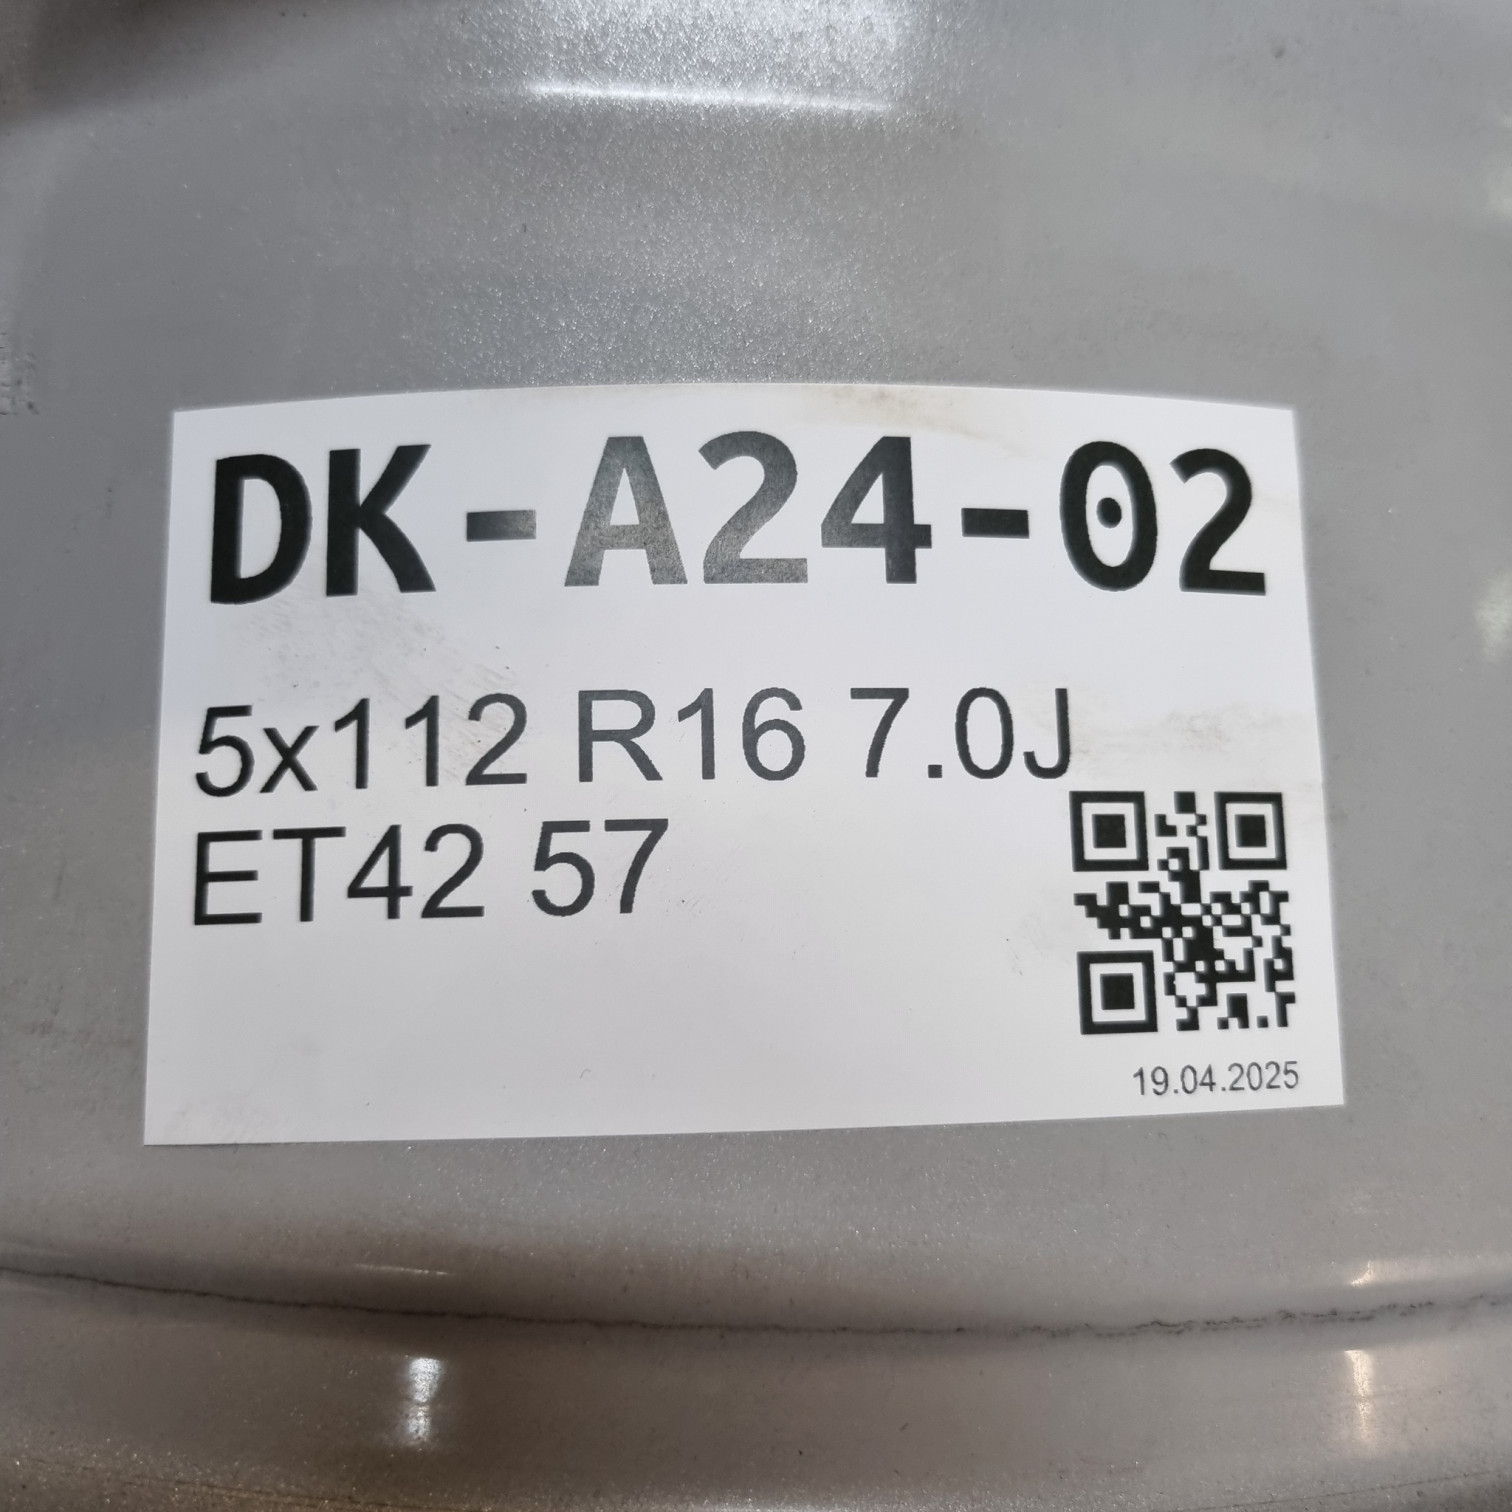 DK-A24-02
5x112 R16 7.0J
ET42 57
19.04.2025